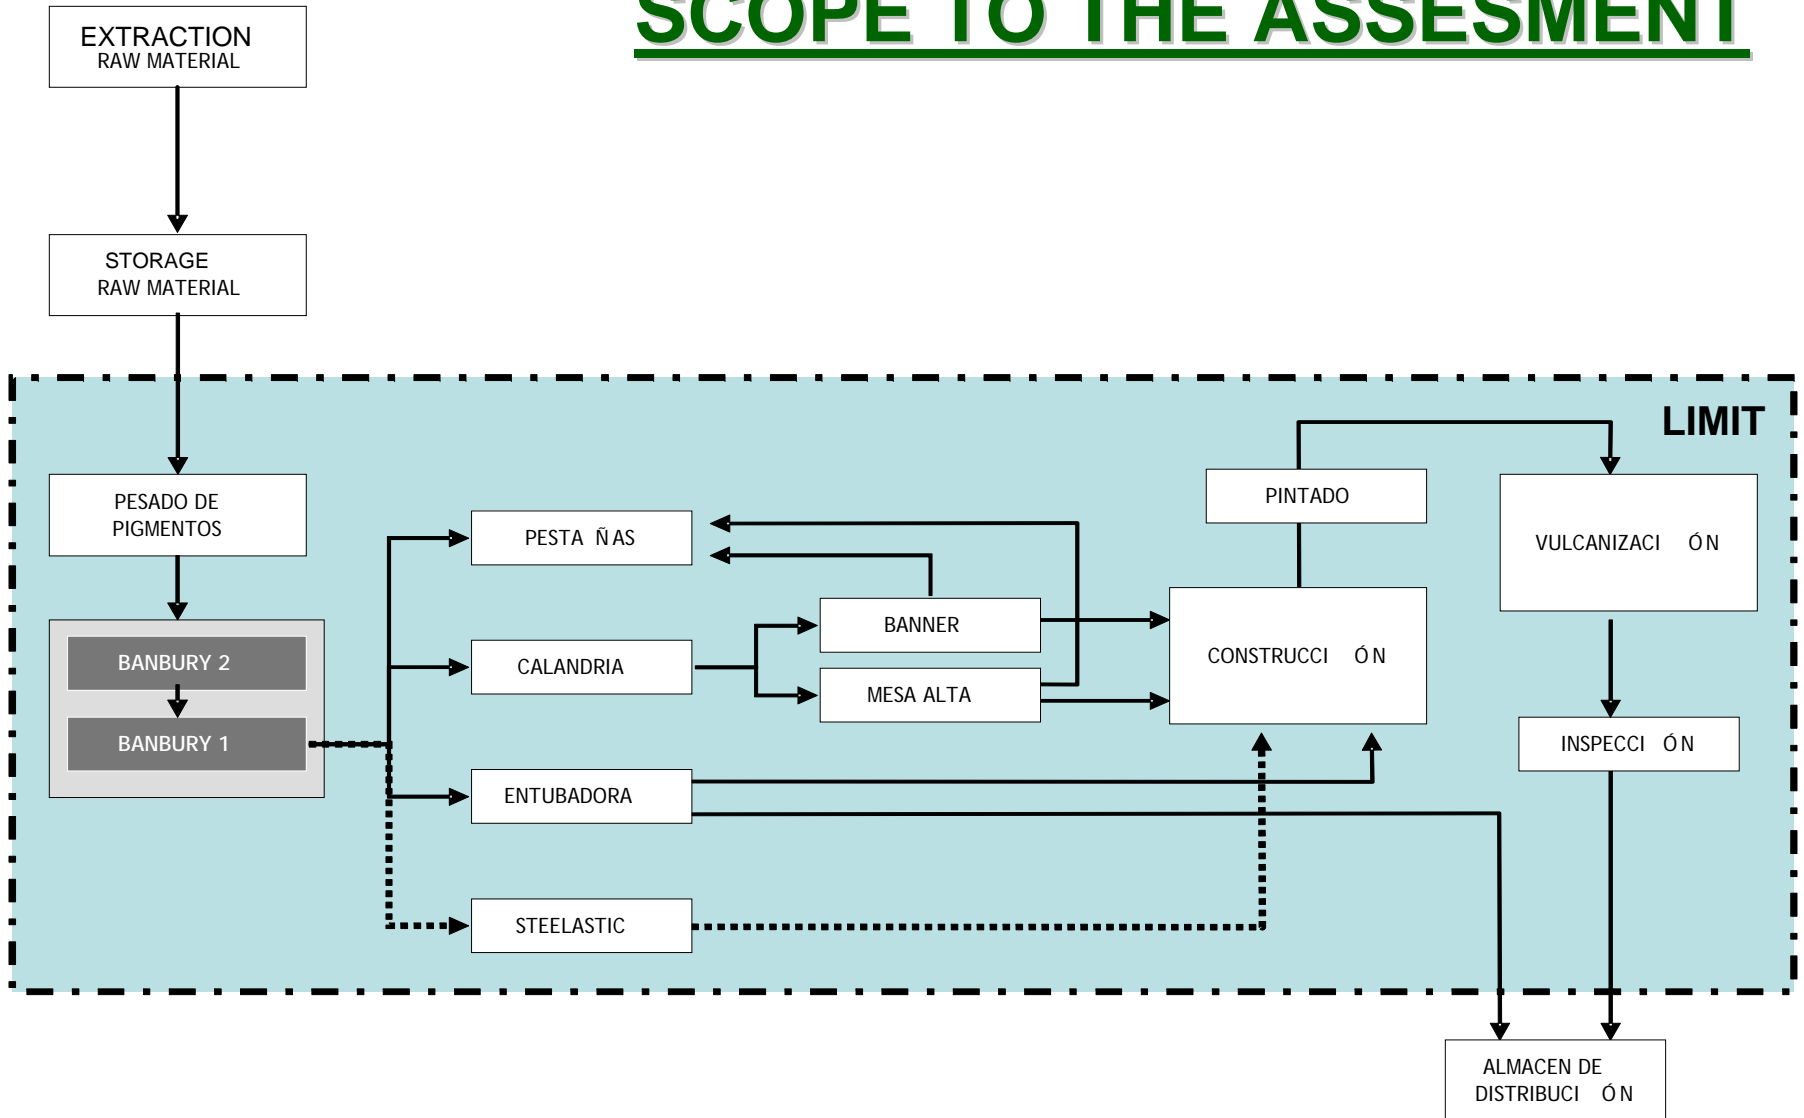 SCOPE TO THE ASSESMENT
EXTRACTION
RAW MATERIAL
STORAGE
RAW MATERIAL
LIMIT
PESADO DE
PIGMENTOS
BANBURY 2
BANBURY 1
PESTA ÑAS
CALANDRIA
ENTUBADORA
STEELASTIC
BANNER
MESA ALTA
PINTADO
CONSTRUCCI ÓN
VULCANIZACI ÓN
INSPECCI ÓN
ALMACEN DE
DISTRIBUCI ÓN